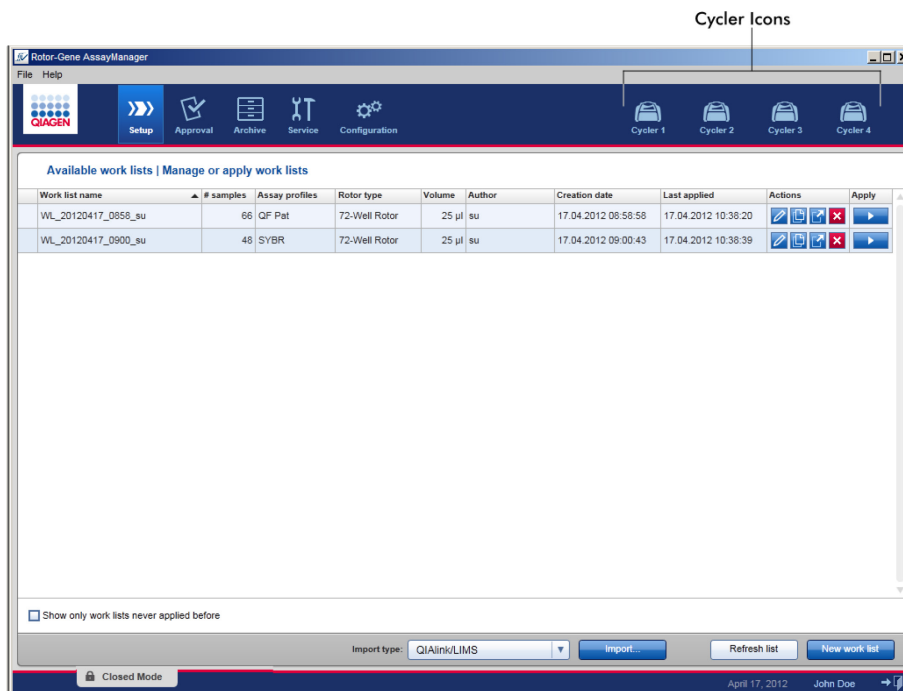 Cycler Icons
Rotor-Gene AssayManager
File Help
QIAGEN Setup Approval Archive Service Configuration Cycler 1 Cycler 2 Cycler 3 Cycler 4
Available work lists | Manage or apply work lists
Work list name # samples Assay profiles Rotor type Volume Author Creation date Last applied Actions Apply
WL_20120417_0858_su 66 QF Pat 72-Well Rotor 25 µl su 17.04.2012 08:58:58 17.04.2012 10:38:20
WL_20120417_0900_su 48 SYBR 72-Well Rotor 25 µl su 17.04.2012 09:00:43 17.04.2012 10:38:39
Show only work lists never applied before
Import type: QIAlink/LIMS Import... Refresh list New work list
Closed Mode April 17, 2012 John Doe